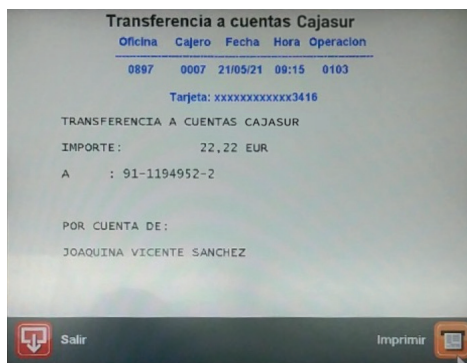 Transferencia a cuentas Cajasur
Oficina Cajero Fecha Hora Operacion
0897 0007 21/05/21 09:15 0103
Tarjeta: xxxxxxxxxxxx3416
TRANSFERENCIA A CUENTAS CAJASUR
IMPORTE: 22,22 EUR
A : 91-1194952-2
POR CUENTA DE:
JOAQUINA VICENTE SANCHEZ
Salir Imprimir